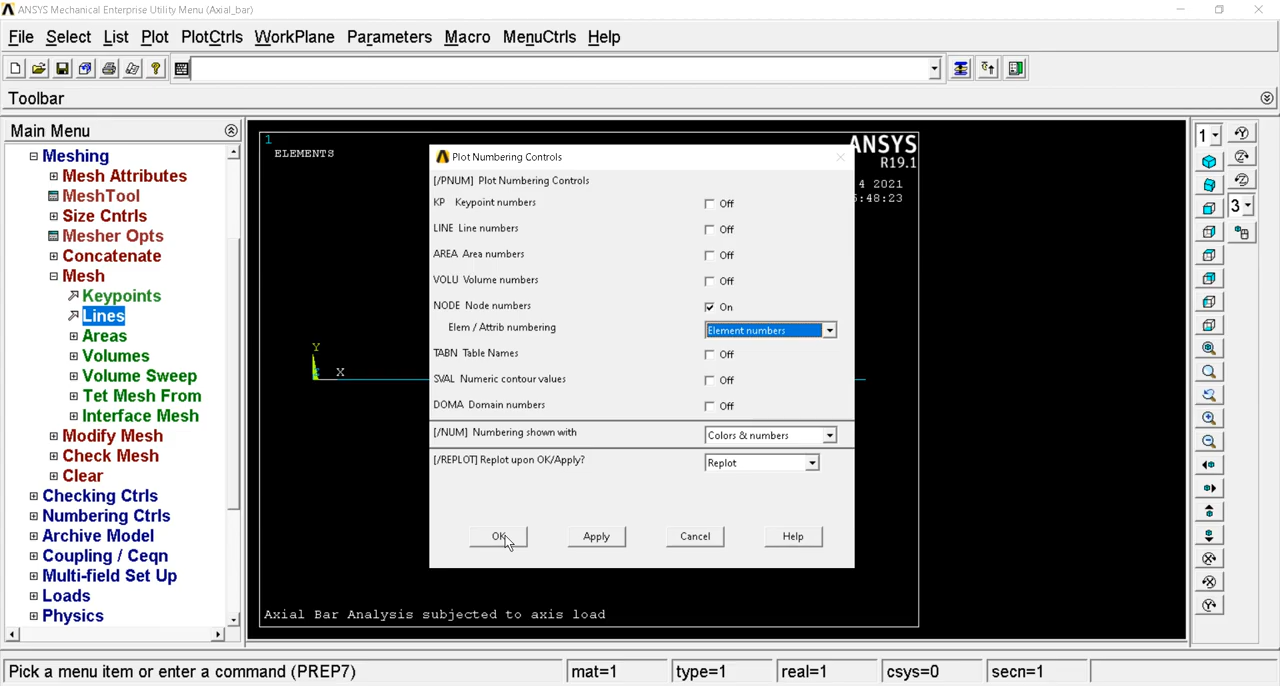 ANSYS Mechanical Enterprise Utility Menu (Axial_bar)
File Select List Plot PlotCtrls WorkPlane Parameters Macro MenuCtrls Help
Toolbar
Main Menu
Meshing
Mesh Attributes
MeshTool
Size Cntrls
Mesher Opts
Concatenate
Mesh
Keypoints
Lines
Areas
Volumes
Volume Sweep
Tet Mesh From
Interface Mesh
Modify Mesh
Check Mesh
Clear
Checking Ctrls
Numbering Ctrls
Archive Model
Coupling / Ceqn
Multi-field Set Up
Loads
Physics
1
ELEMENTS
ANSYS
R19.1
4 2021
5:48:23
Y
X
Plot Numbering Controls
[/PNUM] Plot Numbering Controls
KP Keypoint numbers Off
LINE Line numbers Off
AREA Area numbers Off
VOLU Volume numbers Off
NODE Node numbers On
Elem / Attrib numbering Element numbers
TABN Table Names Off
SVAL Numeric contour values Off
DOMA Domain numbers Off
[/NUM] Numbering shown with Colors & numbers
[/REPLOT] Replot upon OK/Apply? Replot
OK Apply Cancel Help
Axial Bar Analysis subjected to axis load
1
3
Pick a menu item or enter a command (PREP7) mat=1 type=1 real=1 csys=0 secn=1